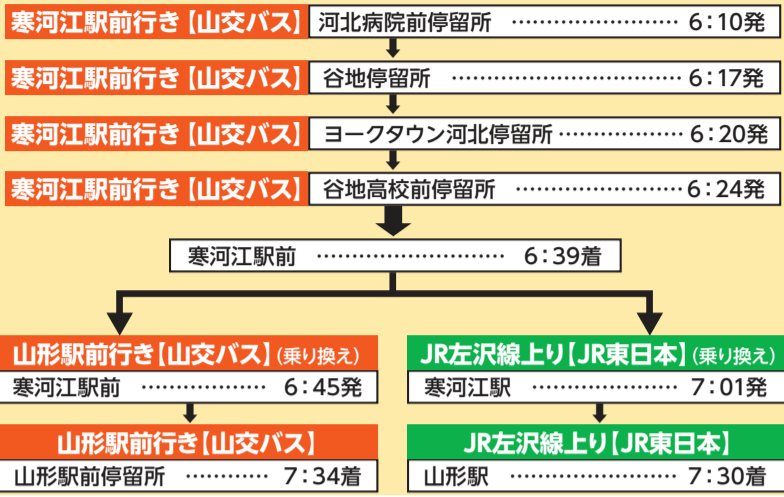 寒河江駅前行き【山交バス】 河北病院前停留所 …………………… 6:10発
寒河江駅前行き【山交バス】 谷地停留所 …………………………… 6:17発
寒河江駅前行き【山交バス】 ヨークタウン河北停留所 ……………… 6:20発
寒河江駅前行き【山交バス】 谷地高校前停留所 …………………… 6:24発
寒河江駅前 ……………………… 6:39着
山形駅前行き【山交バス】(乗り換え)
寒河江駅前 ……………… 6:45発
山形駅前行き【山交バス】
山形駅前停留所 ………… 7:34着
JR左沢線上り【JR東日本】(乗り換え)
寒河江駅 ………………… 7:01発
JR左沢線上り【JR東日本】
山形駅 …………………… 7:30着